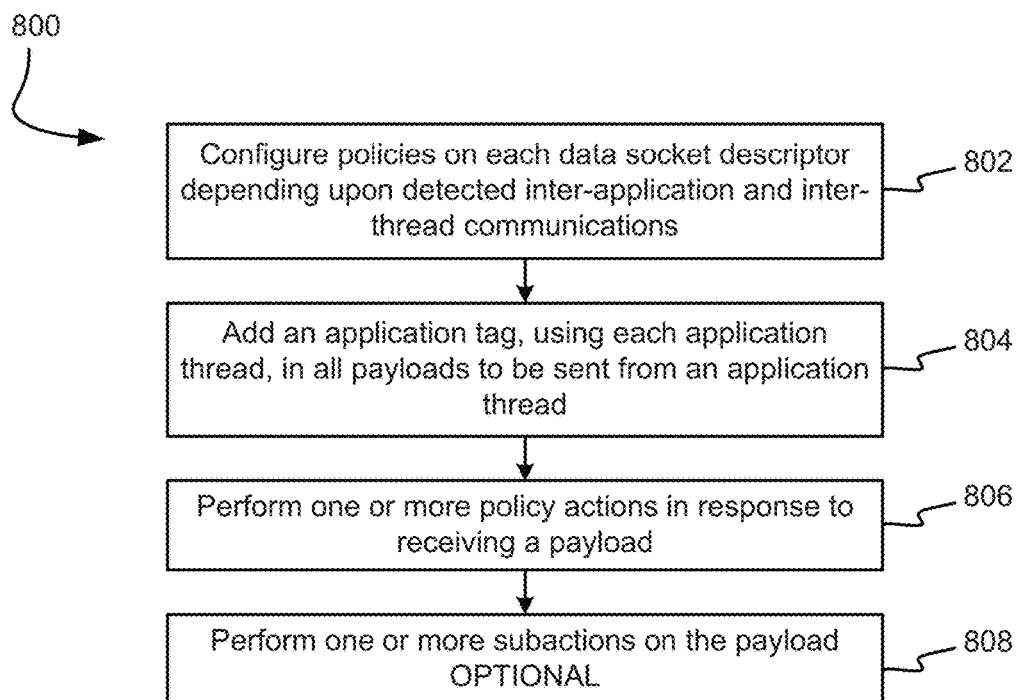 800
Configure policies on each data socket descriptor
depending upon detected inter-application and inter-
thread communications
802
Add an application tag, using each application
thread, in all payloads to be sent from an application
thread
804
Perform one or more policy actions in response to
receiving a payload
806
Perform one or more subactions on the payload
OPTIONAL
808